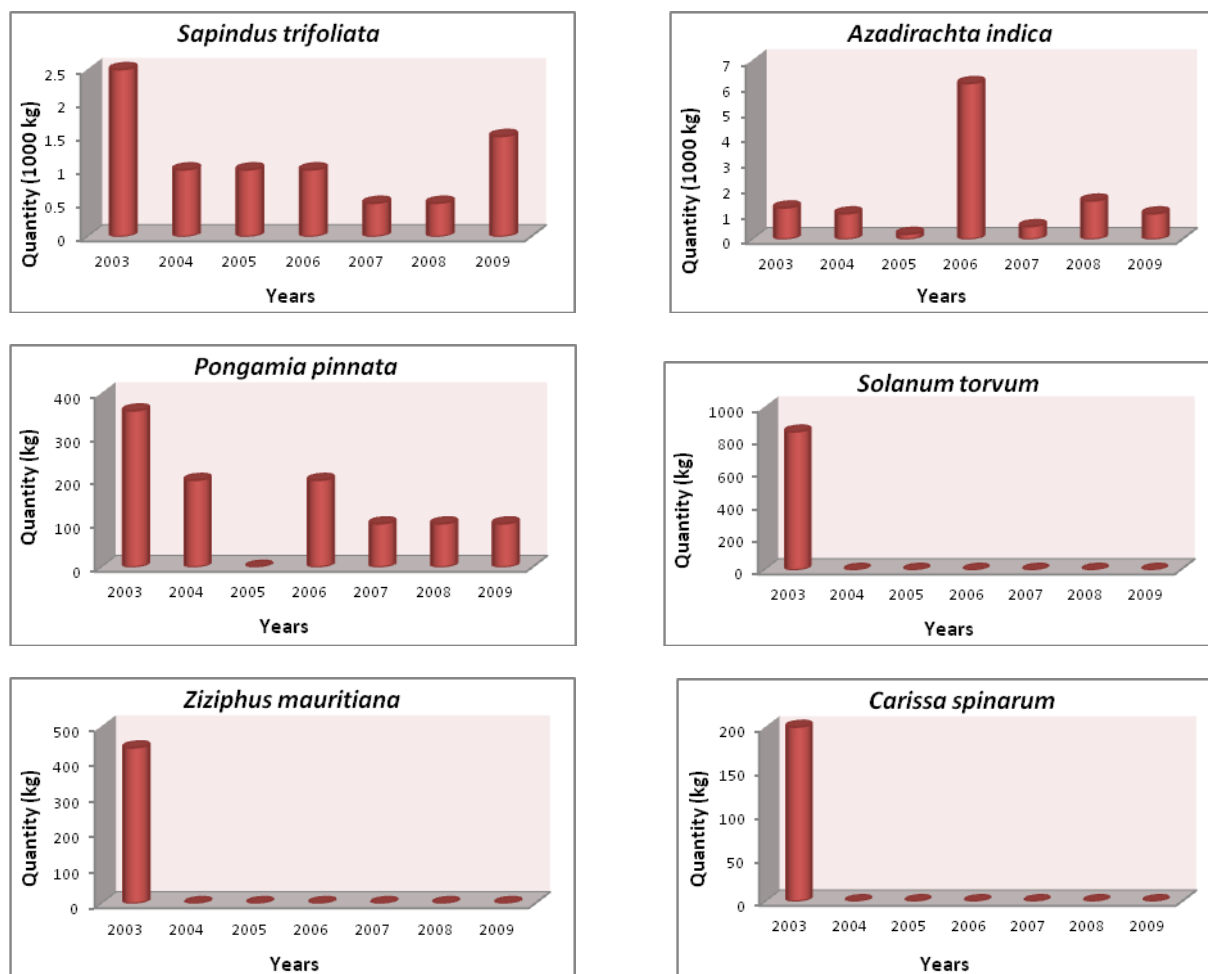 Sapindus trifoliata
Quantity (1000 kg)
2.5
2
1.5
1
0.5
0
2003 2004 2005 2006 2007 2008 2009
Years
Azadirachta indica
Quantity (1000 kg)
7
6
5
4
3
2
1
0
2003 2004 2005 2006 2007 2008 2009
Years
Pongamia pinnata
Quantity (kg)
400
300
200
100
0
2003 2004 2005 2006 2007 2008 2009
Years
Solanum torvum
Quantity (kg)
1000
800
600
400
200
0
2003 2004 2005 2006 2007 2008 2009
Years
Ziziphus mauritiana
Quantity (kg)
500
400
300
200
100
0
2003 2004 2005 2006 2007 2008 2009
Years
Carissa spinarum
Quantity (kg)
200
150
100
50
0
2003 2004 2005 2006 2007 2008 2009
Years